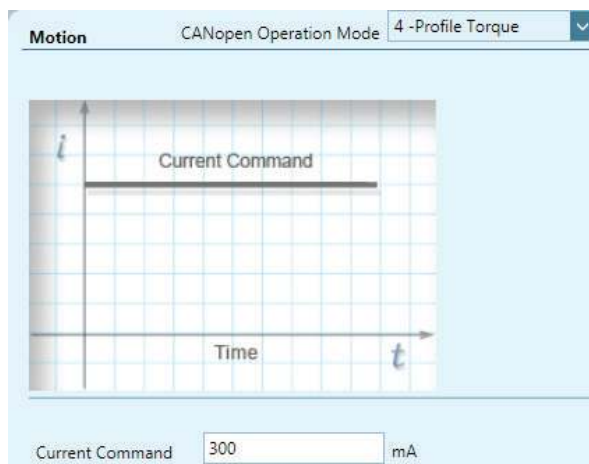 Motion CANopen Operation Mode 4 -Profile Torque
i
Current Command
Time t
Current Command 300 mA